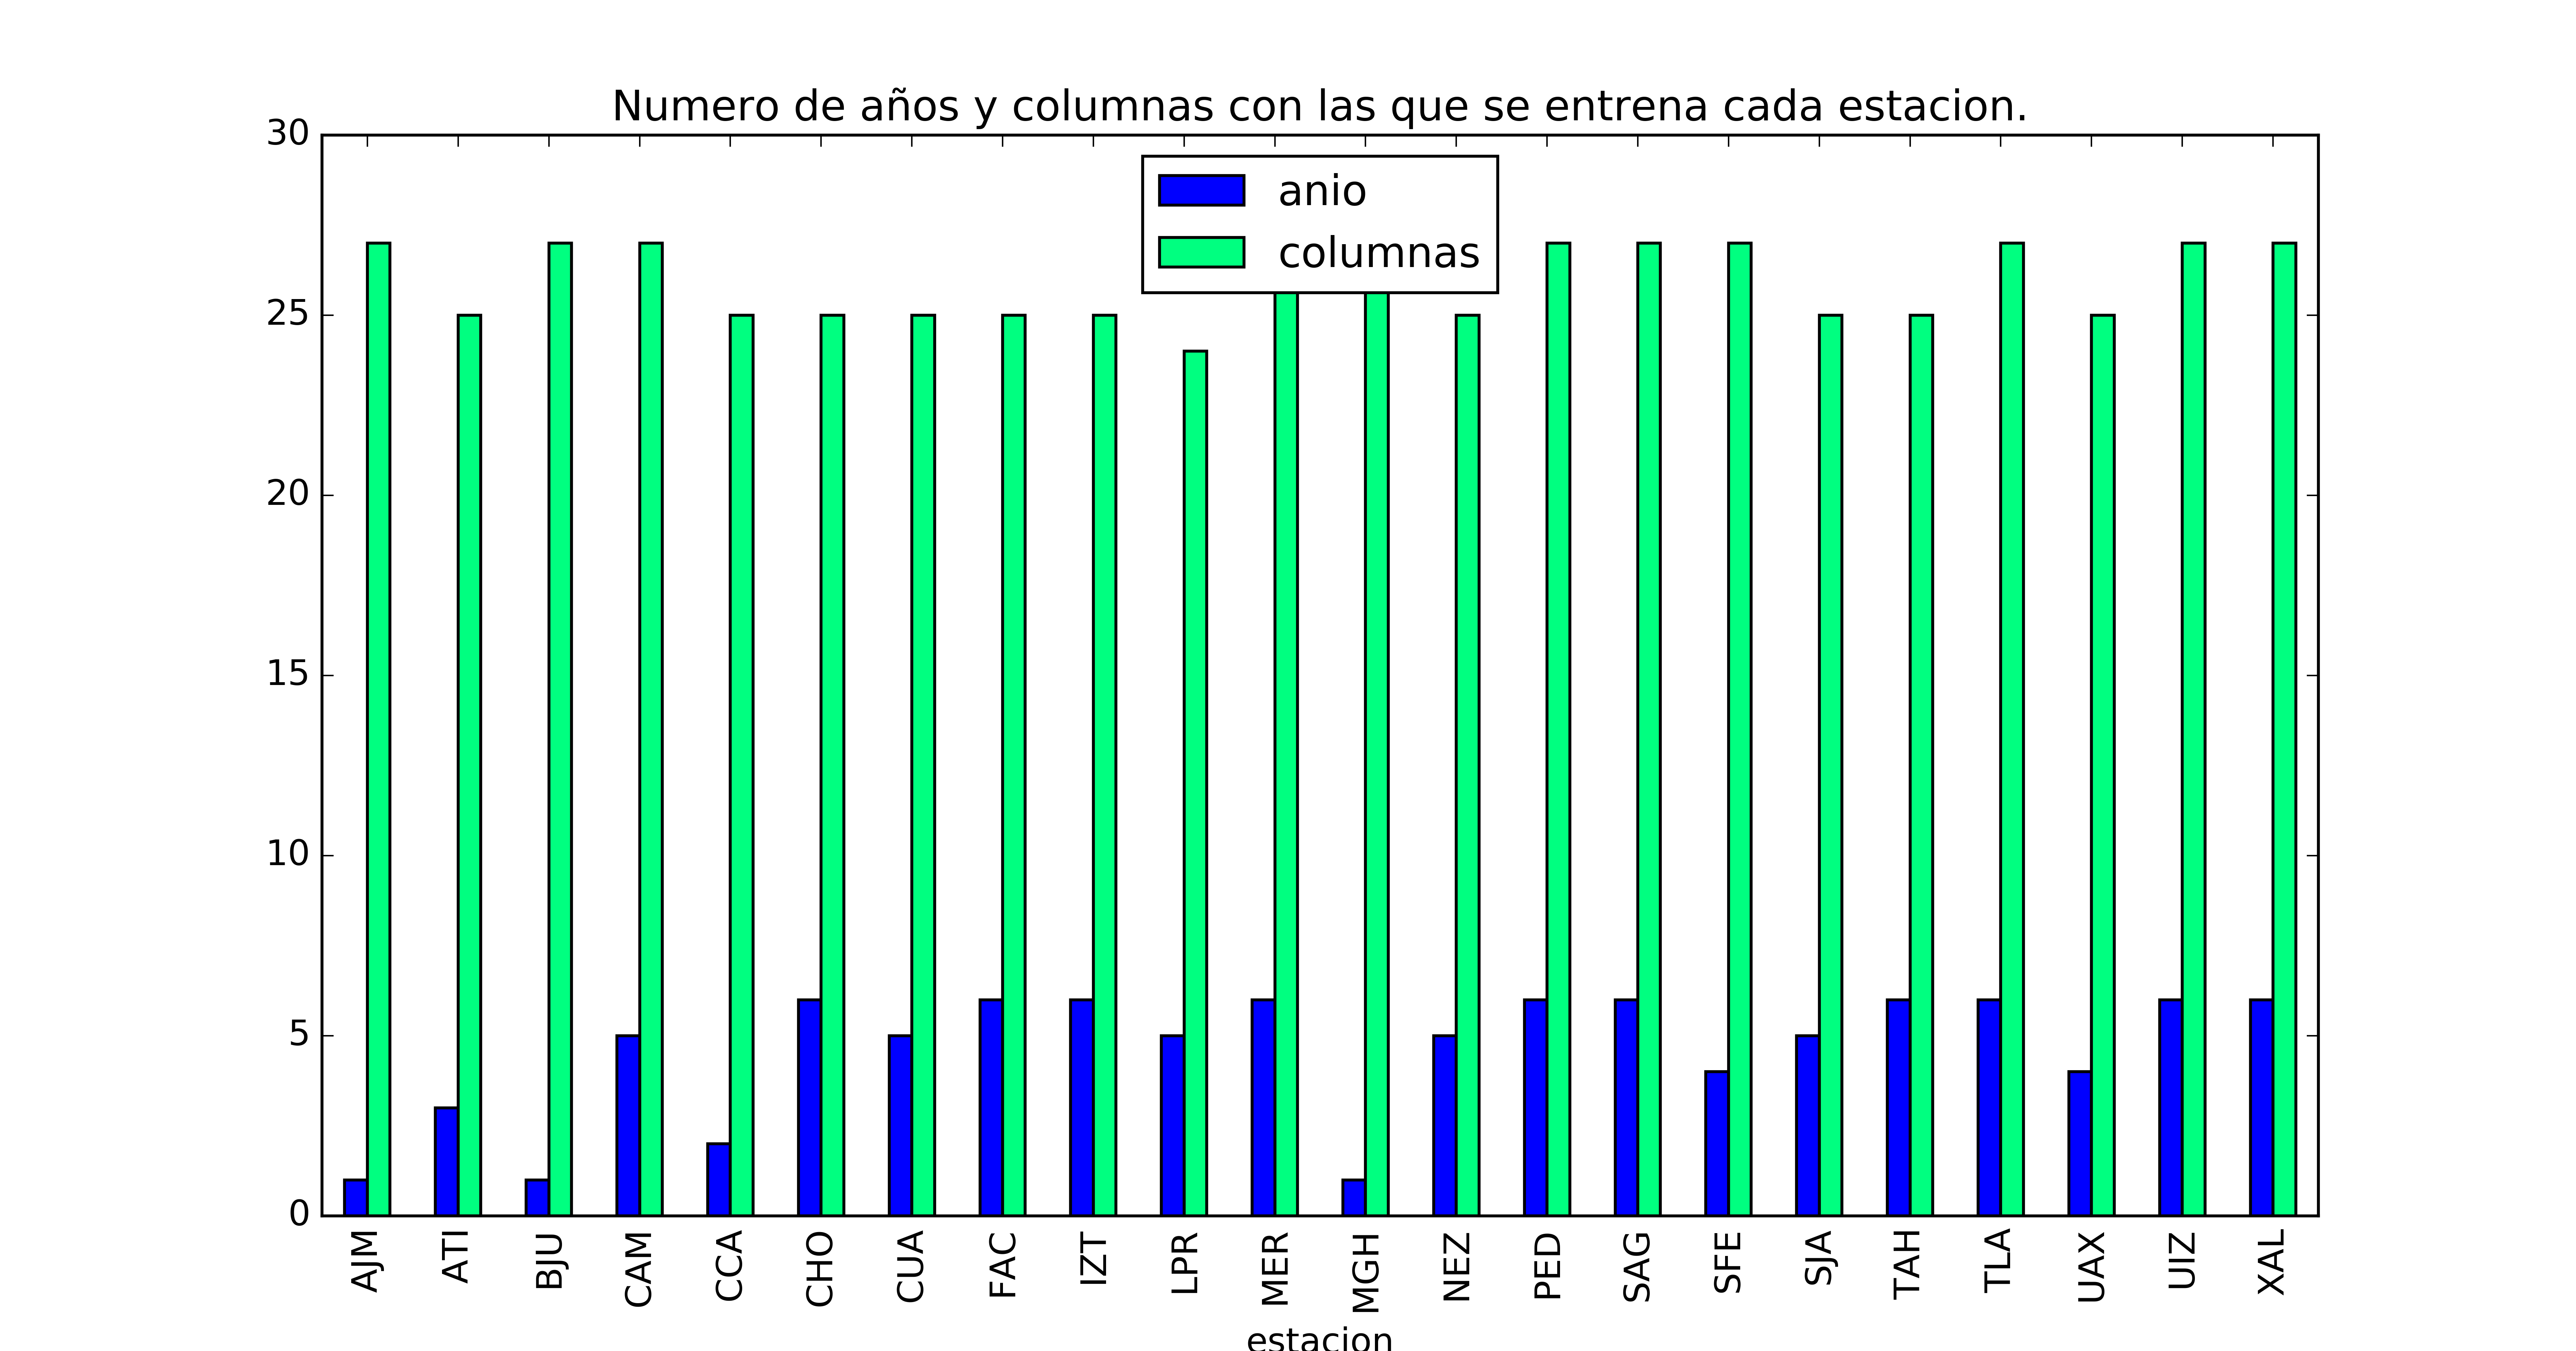 Numero de años y columnas con las que se entrena cada estacion.
30
25
20
15
10
5
0
anio
columnas
AJM ATI BJU CAM CCA CHO CUA FAC IZT LPR MER MGH NEZ PED SAG SFE SJA TAH TLA UAX UIZ XAL
estacion